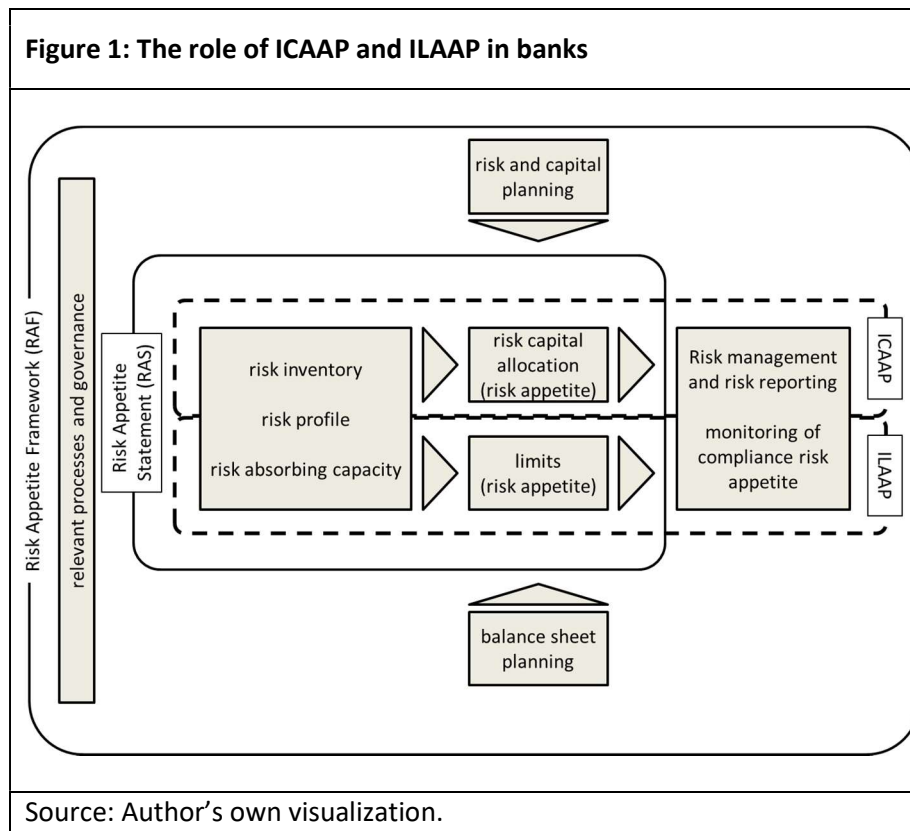 Figure 1: The role of ICAAP and ILAAP in banks
risk and capital
planning
Risk Appetite Framework (RAF)
relevant processes and governance
Risk Appetite
Statement (RAS)
risk inventory
risk profile
risk absorbing capacity
risk capital
allocation
(risk appetite)
limits
(risk appetite)
Risk management
and risk reporting
monitoring of
compliance risk
appetite
ICAAP
ILAAP
balance sheet
planning
Source: Author’s own visualization.